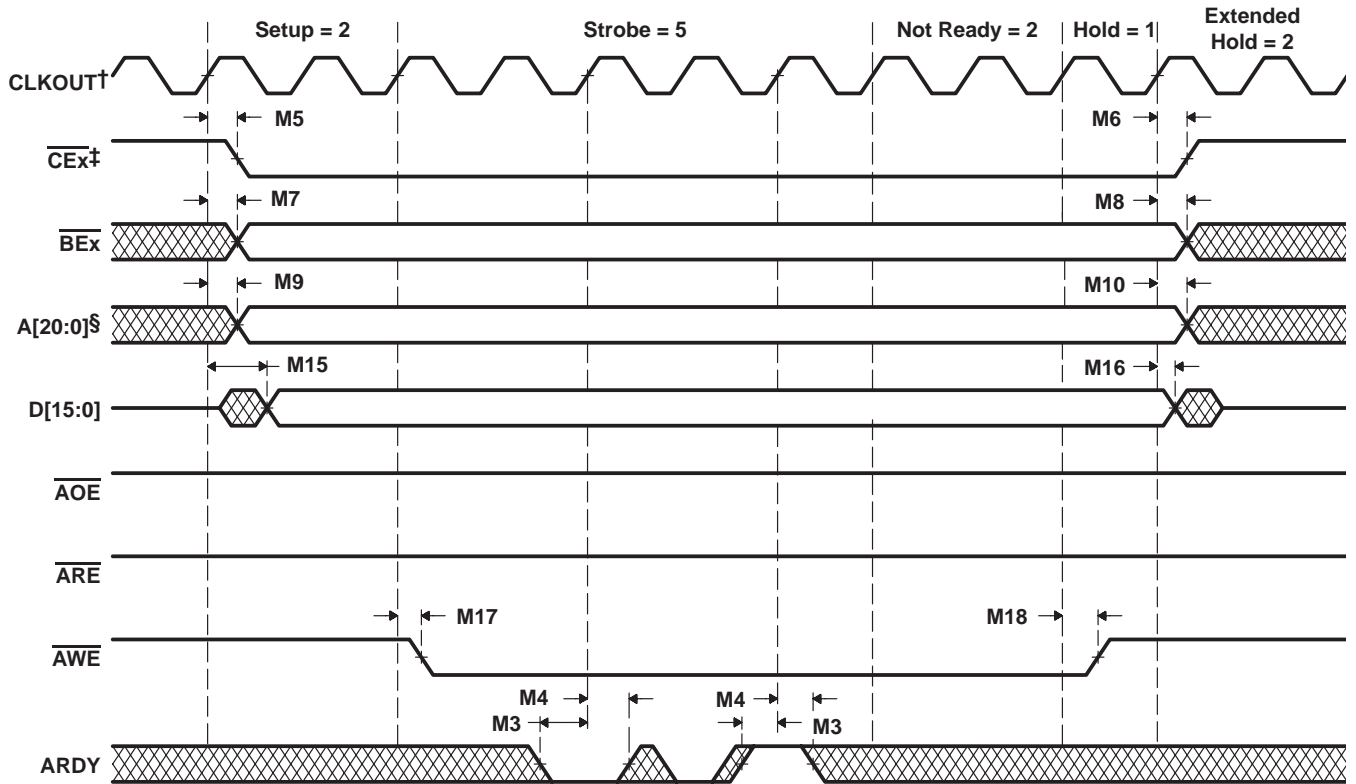 Setup = 2
Strobe = 5
Not Ready = 2
Hold = 1
Extended
Hold = 2
CLKOUT†
M5
M6
CEx‡
M7
M8
BEx
M9
M10
A[20:0]§
M15
M16
D[15:0]
AOE
ARE
M17
M18
AWE
M4
M4
M3
M3
ARDY